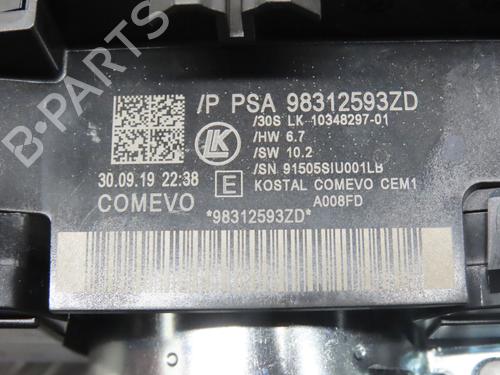 /P PSA 98312593ZD
/30S LK 10348297-01
/HW 6.7
LK
/SW 10.2
/SN 91505SIU001LB
30.09.19 22:38
E
KOSTAL COMEVO CEM1
COMEVO
A008FD
*98312593ZD*
B-PARTS